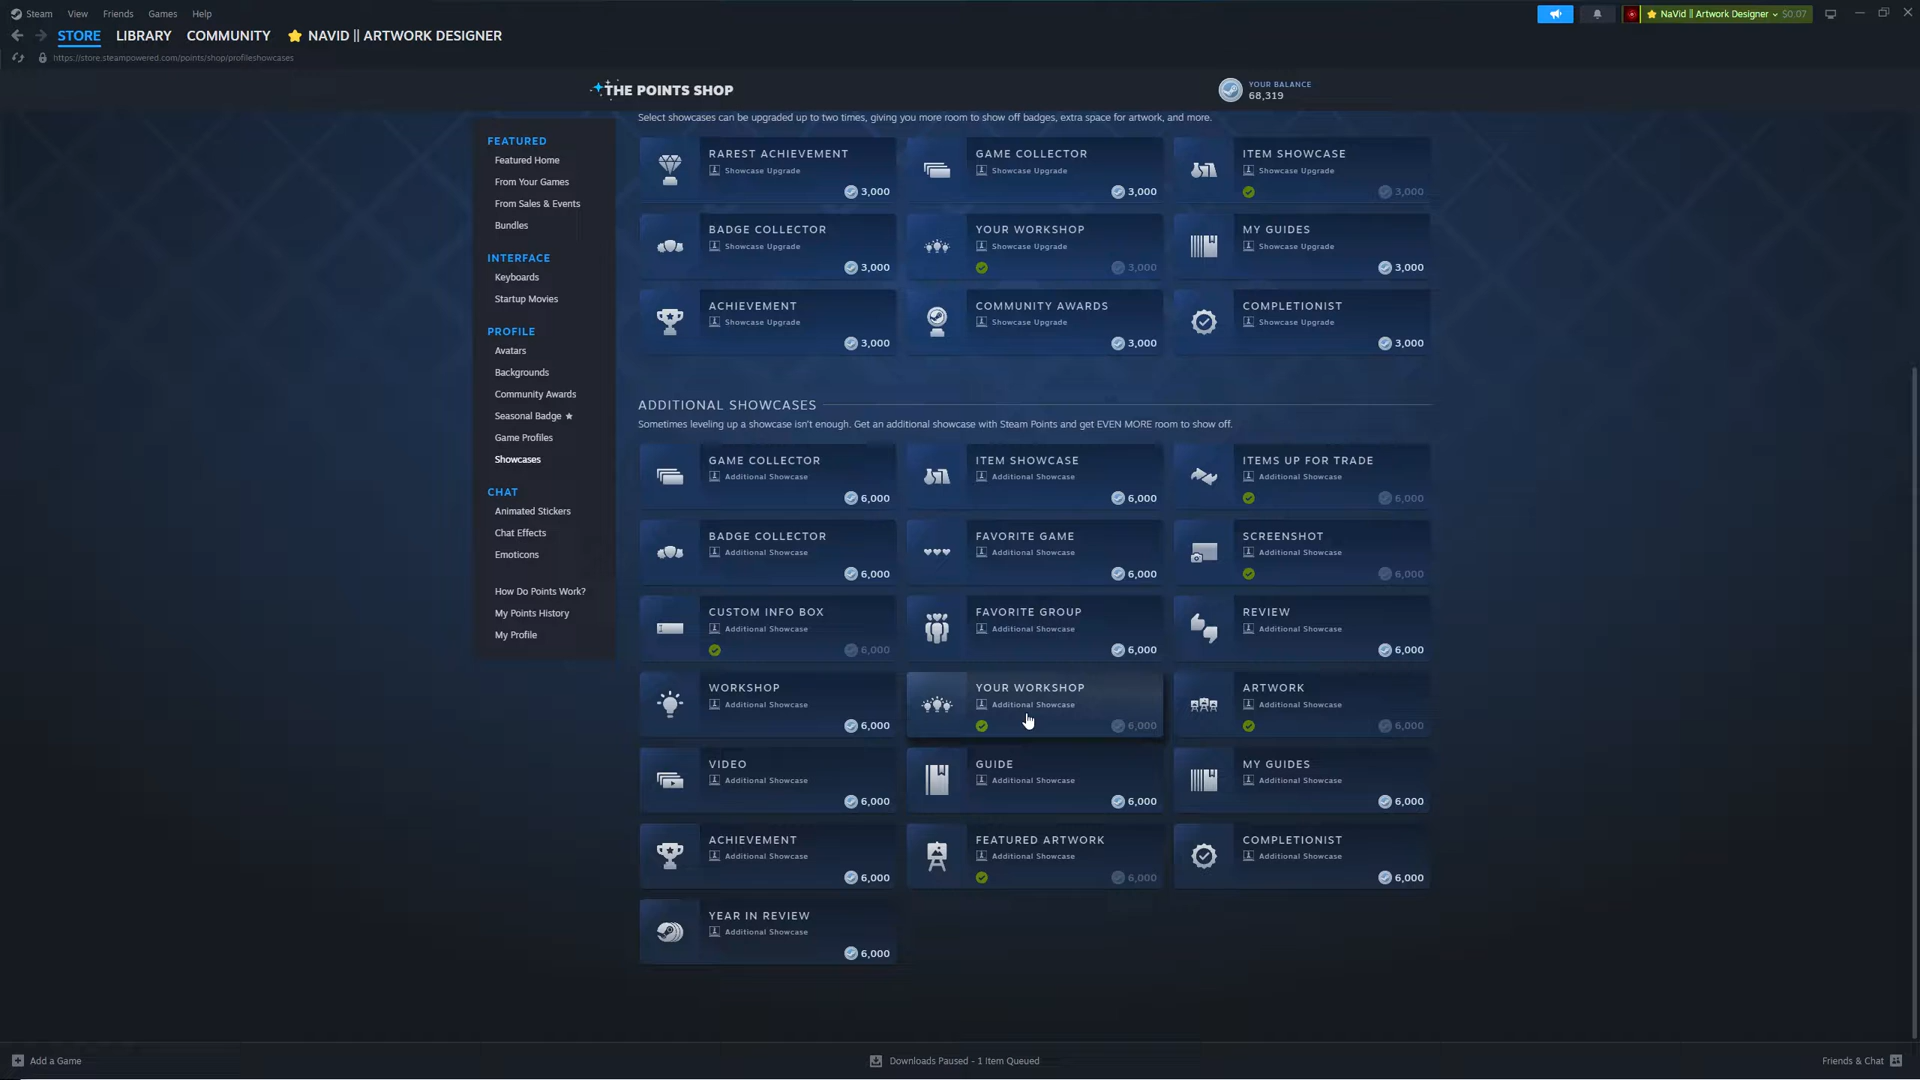 Steam View Friends Games Help
NaVid || Artwork Designer $0.07
STORE LIBRARY COMMUNITY NAVID || ARTWORK DESIGNER
https://store.steampowered.com/points/shop/profileshowcases
THE POINTS SHOP
YOUR BALANCE
68,319
FEATURED
Featured Home
From Your Games
From Sales & Events
Bundles
INTERFACE
Keyboards
Startup Movies
PROFILE
Avatars
Backgrounds
Community Awards
Seasonal Badge ★
Game Profiles
Showcases
CHAT
Animated Stickers
Chat Effects
Emoticons
How Do Points Work?
My Points History
My Profile
Select showcases can be upgraded up to two times, giving you more room to show off badges, extra space for artwork, and more.
RAREST ACHIEVEMENT
Showcase Upgrade
3,000
GAME COLLECTOR
Showcase Upgrade
3,000
ITEM SHOWCASE
Showcase Upgrade
3,000
BADGE COLLECTOR
Showcase Upgrade
3,000
YOUR WORKSHOP
Showcase Upgrade
3,000
MY GUIDES
Showcase Upgrade
3,000
ACHIEVEMENT
Showcase Upgrade
3,000
COMMUNITY AWARDS
Showcase Upgrade
3,000
COMPLETIONIST
Showcase Upgrade
3,000
ADDITIONAL SHOWCASES
Sometimes leveling up a showcase isn't enough. Get an additional showcase with Steam Points and get EVEN MORE room to show off.
GAME COLLECTOR
Additional Showcase
6,000
ITEM SHOWCASE
Additional Showcase
6,000
ITEMS UP FOR TRADE
Additional Showcase
6,000
BADGE COLLECTOR
Additional Showcase
6,000
FAVORITE GAME
Additional Showcase
6,000
SCREENSHOT
Additional Showcase
6,000
CUSTOM INFO BOX
Additional Showcase
6,000
FAVORITE GROUP
Additional Showcase
6,000
REVIEW
Additional Showcase
6,000
WORKSHOP
Additional Showcase
6,000
YOUR WORKSHOP
Additional Showcase
6,000
ARTWORK
Additional Showcase
6,000
VIDEO
Additional Showcase
6,000
GUIDE
Additional Showcase
6,000
MY GUIDES
Additional Showcase
6,000
ACHIEVEMENT
Additional Showcase
6,000
FEATURED ARTWORK
Additional Showcase
6,000
COMPLETIONIST
Additional Showcase
6,000
YEAR IN REVIEW
Additional Showcase
6,000
Add a Game
Downloads Paused - 1 Item Queued
Friends & Chat